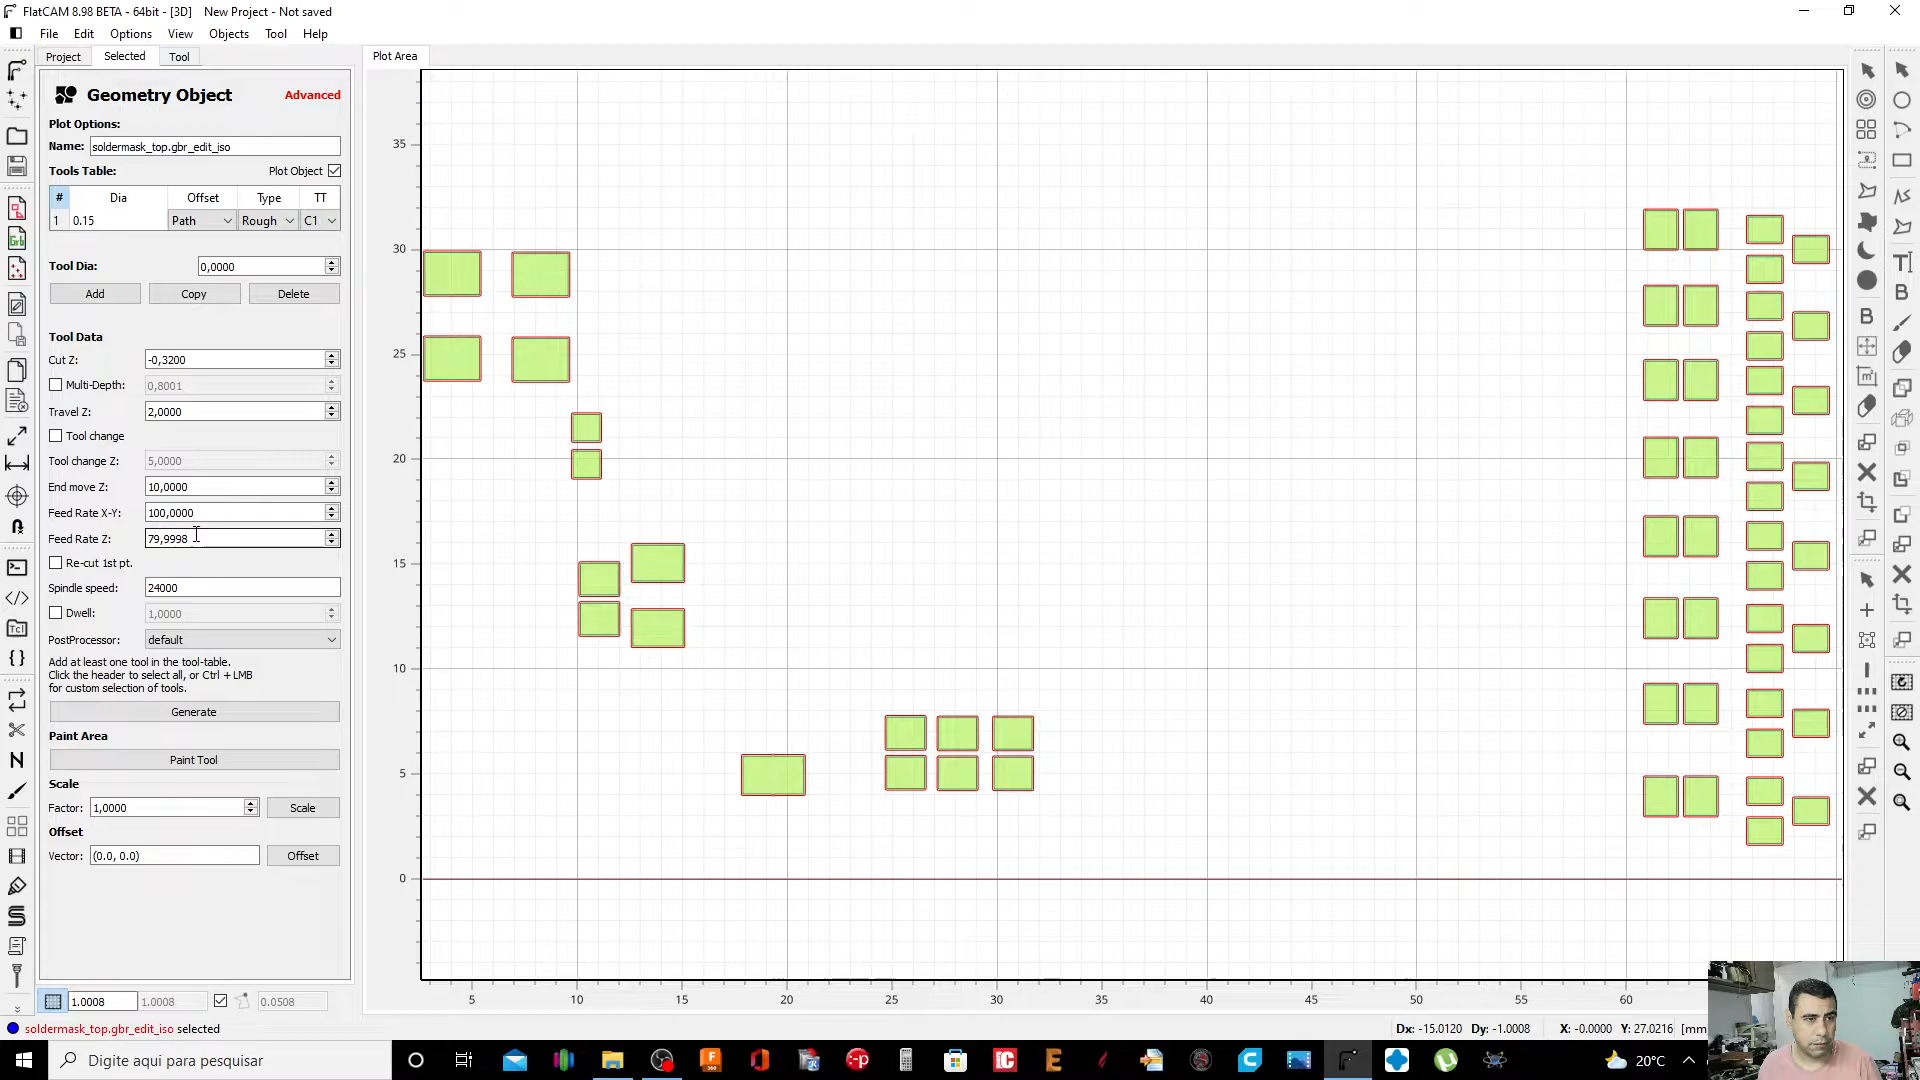 FlatCAM 8.98 BETA - 64bit - [3D]    New Project - Not saved
File Edit Options View Objects Tool Help
Project Selected Tool Plot Area
Geometry Object Advanced
Plot Options:
Name: soldermask_top.gbr_edit_iso
Tools Table: Plot Object
# Dia Offset Type TT
1 0.15 Path Rough C1
Tool Dia: 0,0000
Add Copy Delete
Tool Data
Cut Z: -0,3200
Multi-Depth: 0,8001
Travel Z: 2,0000
Tool change
Tool change Z: 5,0000
End move Z: 10,0000
Feed Rate X-Y: 100,0000
Feed Rate Z: 79,9998
Re-cut 1st pt.
Spindle speed: 24000
Dwell: 1,0000
PostProcessor: default
Add at least one tool in the tool-table.
Click the header to select all, or Ctrl + LMB
for custom selection of tools.
Generate
Paint Area
Paint Tool
Scale
Factor: 1,0000 Scale
Offset
Vector: (0.0, 0.0) Offset
35
30
25
20
15
10
5
0
5 10 15 20 25 30 35 40 45 50 55 60
1.0008 1.0008 0.0508
soldermask_top.gbr_edit_iso selected
Dx: -15.0120 Dy: -1.0008 X: -0.0000 Y: 27.0216 [mm
Digite aqui para pesquisar
20°C